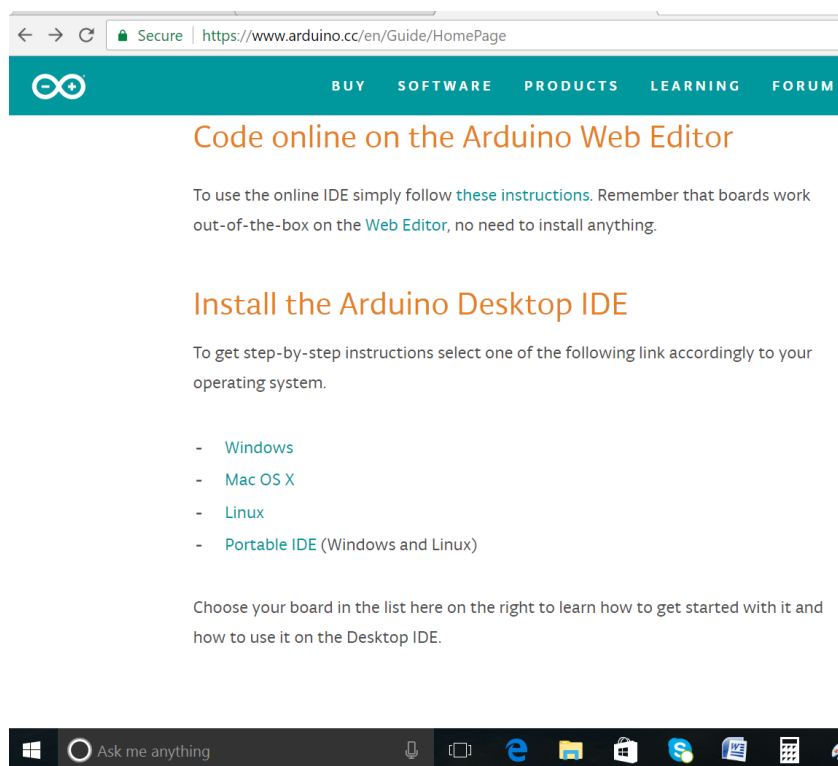 Secure https://www.arduino.cc/en/Guide/HomePage
BUY SOFTWARE PRODUCTS LEARNING FORUM
Code online on the Arduino Web Editor
To use the online IDE simply follow these instructions. Remember that boards work
out-of-the-box on the Web Editor, no need to install anything.
Install the Arduino Desktop IDE
To get step-by-step instructions select one of the following link accordingly to your
operating system.
- Windows
- Mac OS X
- Linux
- Portable IDE (Windows and Linux)
Choose your board in the list here on the right to learn how to get started with it and
how to use it on the Desktop IDE.
Ask me anything